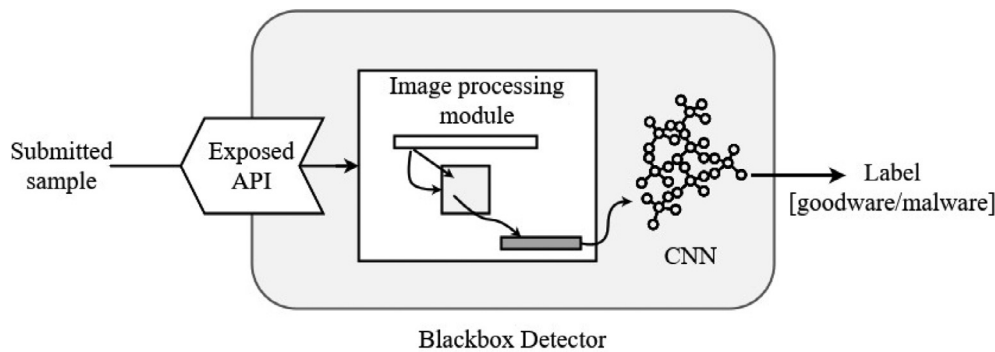 Submitted
sample
Exposed
API
Image processing
module
CNN
Label
[goodware/malware]
Blackbox Detector